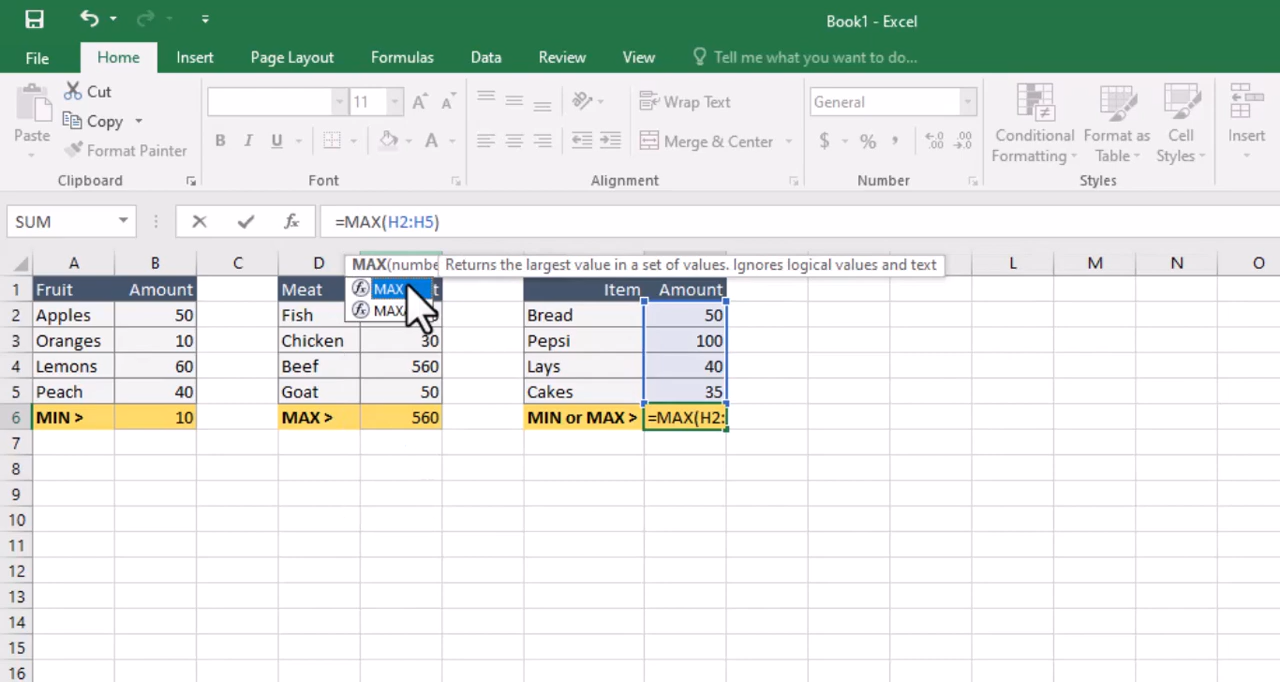 Book1 - Excel
File Home Insert Page Layout Formulas Data Review View Tell me what you want to do...
Cut
Copy
Format Painter
Paste
Clipboard
11
B I U
Font
Wrap Text
Merge & Center
Alignment
General
$ % ,
Number
Conditional Formatting
Format as Table
Cell Styles
Styles
Insert
SUM fx =MAX(H2:H5)
MAX(numbe Returns the largest value in a set of values. Ignores logical values and text
MAX
MAXA
A B C D L M N O
1 Fruit Amount Meat t Item Amount
2 Apples 50 Fish Bread 50
3 Oranges 10 Chicken 30 Pepsi 100
4 Lemons 60 Beef 560 Lays 40
5 Peach 40 Goat 50 Cakes 35
6 MIN > 10 MAX > 560 MIN or MAX > =MAX(H2:
7
8
9
10
11
12
13
14
15
16